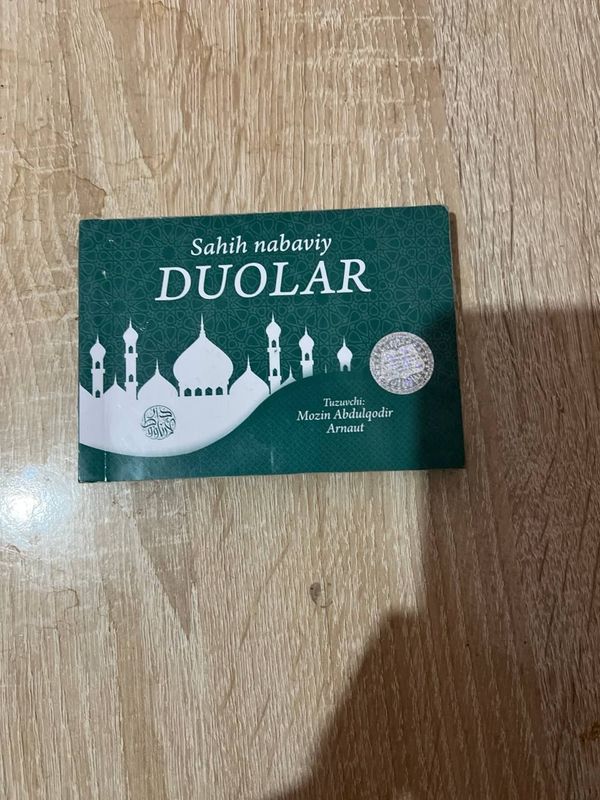 Sahih nabaviy
DUOLAR
Tuzuvchi:
Mozin Abdulqodir
Arnaut